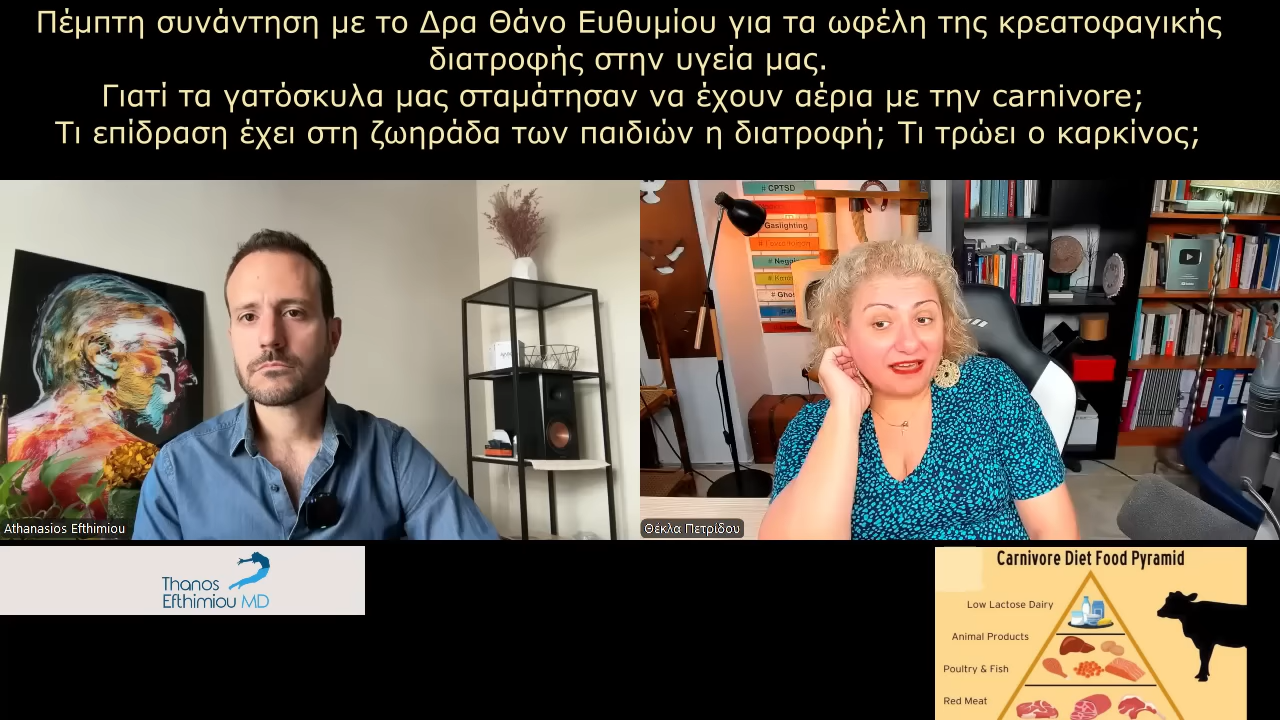 Πέμπτη συνάντηση με το Δρα Θάνο Ευθυμίου για τα ωφέλη της κρεατοφαγικής
διατροφής στην υγεία μας.
Γιατί τα γατόσκυλα μας σταμάτησαν να έχουν αέρια με την carnivore;
Τι επίδραση έχει στη ζωηράδα των παιδιών η διατροφή; Τι τρώει ο καρκίνος;
# CPTSD
Gaslighting
Athanasios Efthimiou
Θέκλα Πετρίδου
Thanos
Efthimiou MD
Carnivore Diet Food Pyramid
Low Lactose Dairy
Animal Products
Poultry & Fish
Red Meat